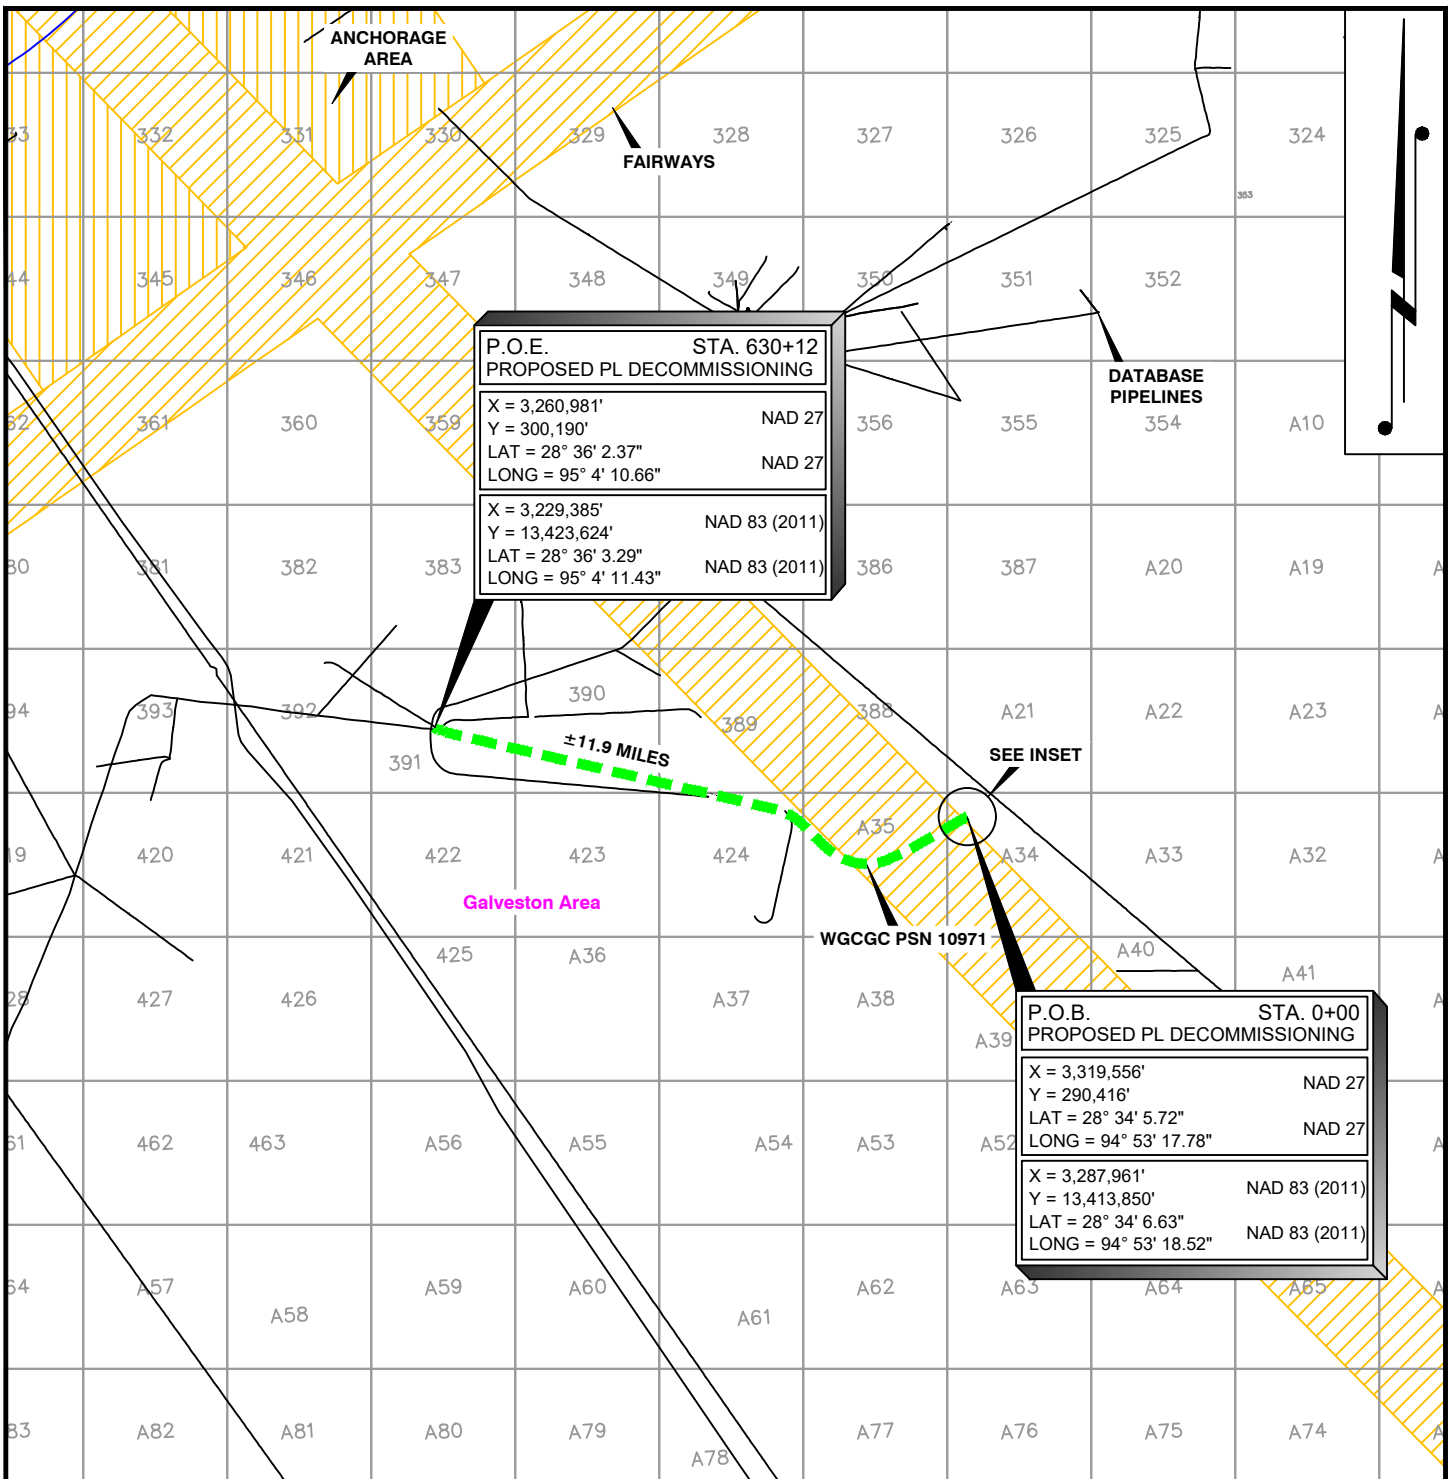 ANCHORAGE
AREA
33
332
331
330
329
328
327
326
325
324
FAIRWAYS
353
44
345
346
347
348
349
350
351
352
P.O.E. STA. 630+12
PROPOSED PL DECOMMISSIONING
X = 3,260,981'
Y = 300,190'
NAD 27
LAT = 28° 36' 2.37"
LONG = 95° 4' 10.66"
NAD 27
X = 3,229,385'
Y = 13,423,624'
NAD 83 (2011)
LAT = 28° 36' 3.29"
LONG = 95° 4' 11.43"
NAD 83 (2011)
DATABASE
PIPELINES
62
361
360
359
356
355
354
A10
80
381
382
383
386
387
A20
A19
94
393
392
391
390
389
388
A21
A22
A23
±11.9 MILES
SEE INSET
19
420
421
422
423
424
A35
A34
A33
A32
Galveston Area
WGCGC PSN 10971
28
427
426
425
A36
A37
A38
A39
A40
A41
P.O.B. STA. 0+00
PROPOSED PL DECOMMISSIONING
X = 3,319,556'
Y = 290,416'
NAD 27
LAT = 28° 34' 5.72"
LONG = 94° 53' 17.78"
NAD 27
X = 3,287,961'
Y = 13,413,850'
NAD 83 (2011)
LAT = 28° 34' 6.63"
LONG = 94° 53' 18.52"
NAD 83 (2011)
61
462
463
A56
A55
A54
A53
A52
64
A57
A58
A59
A60
A61
A62
A63
A64
A65
83
A82
A81
A80
A79
A78
A77
A76
A75
A74